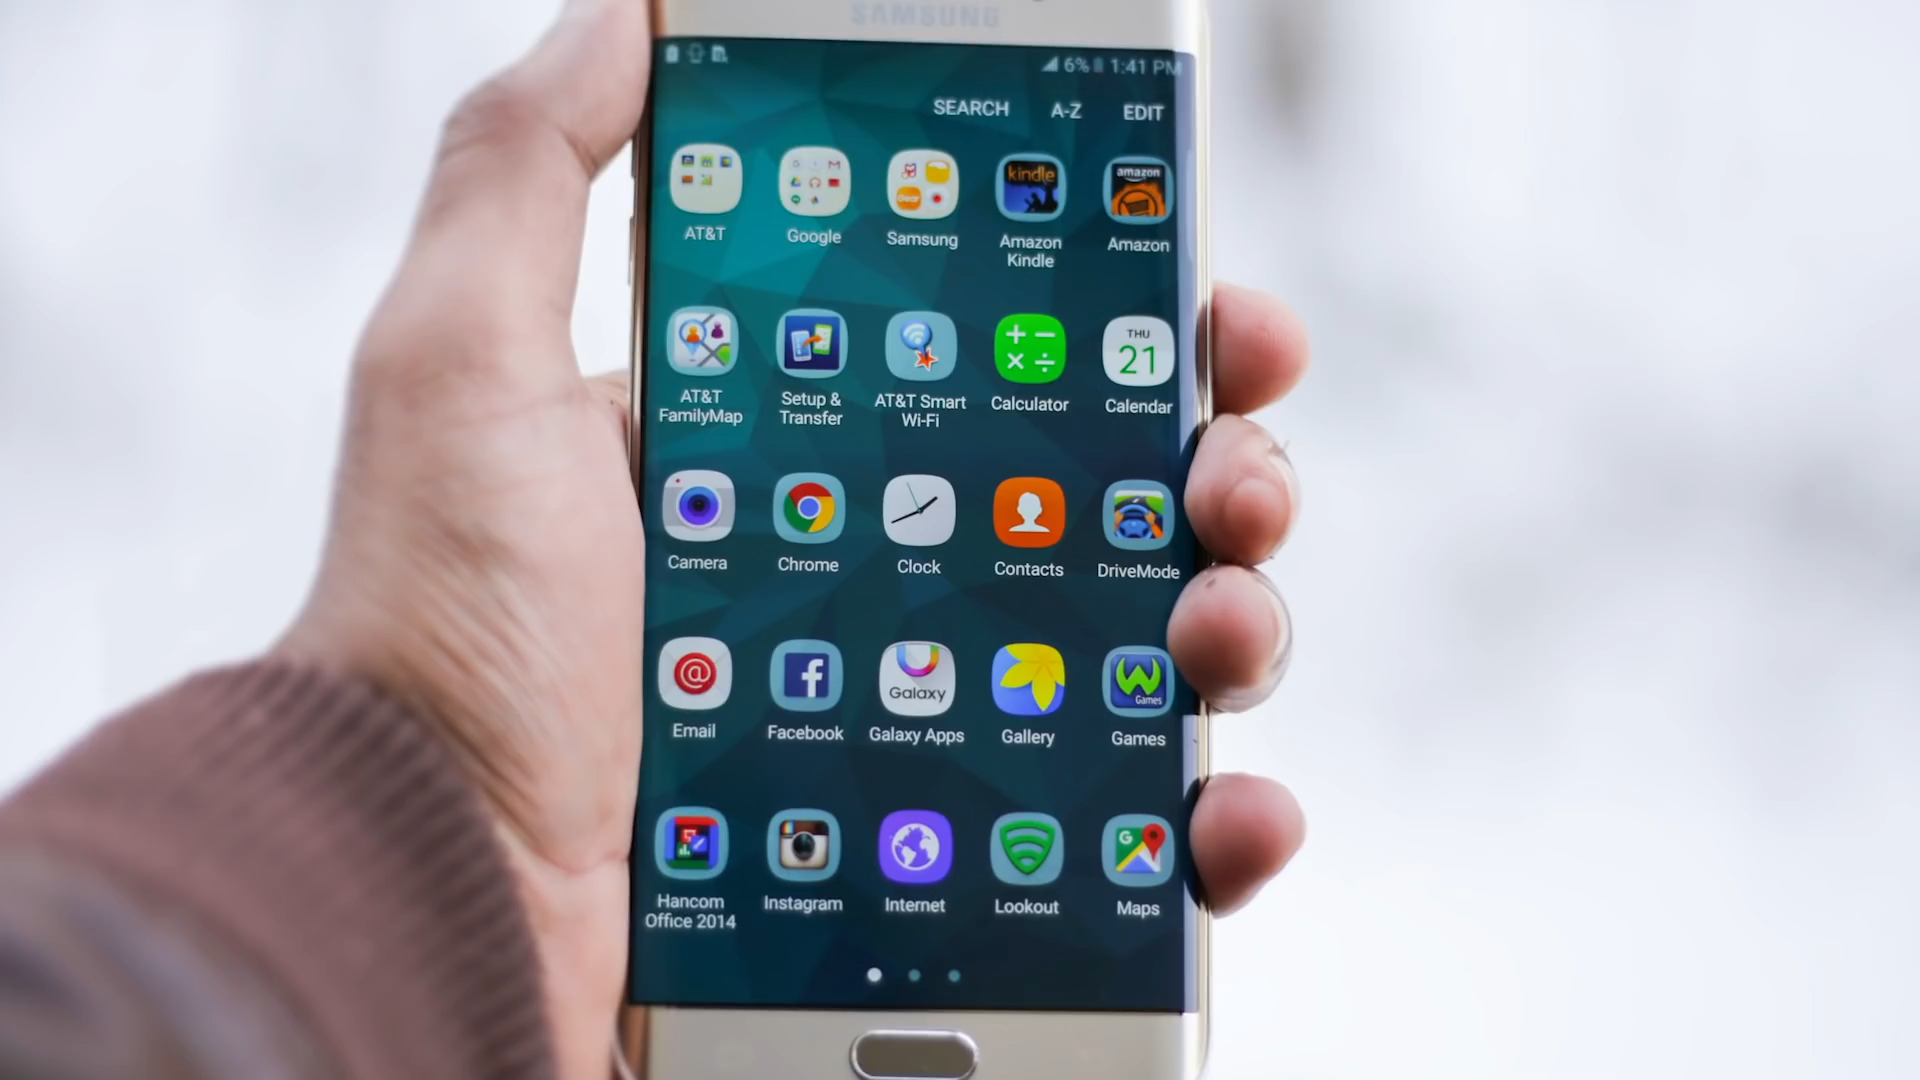 SAMSUNG
6% 1:41 PM
SEARCH A-Z EDIT
kindle
amazon
Gear
AT&T Google Samsung Amazon Kindle Amazon
THU
21
AT&T FamilyMap Setup & Transfer AT&T Smart Wi-Fi Calculator Calendar
Camera Chrome Clock Contacts DriveMode
Galaxy
Games
Email Facebook Galaxy Apps Gallery Games
Hancom Office 2014 Instagram Internet Lookout Maps